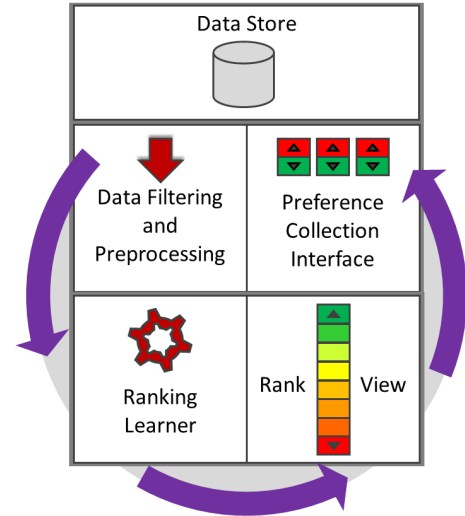 Data Store
Data Filtering
and
Preprocessing
Preference
Collection
Interface
Ranking
Learner
Rank
View